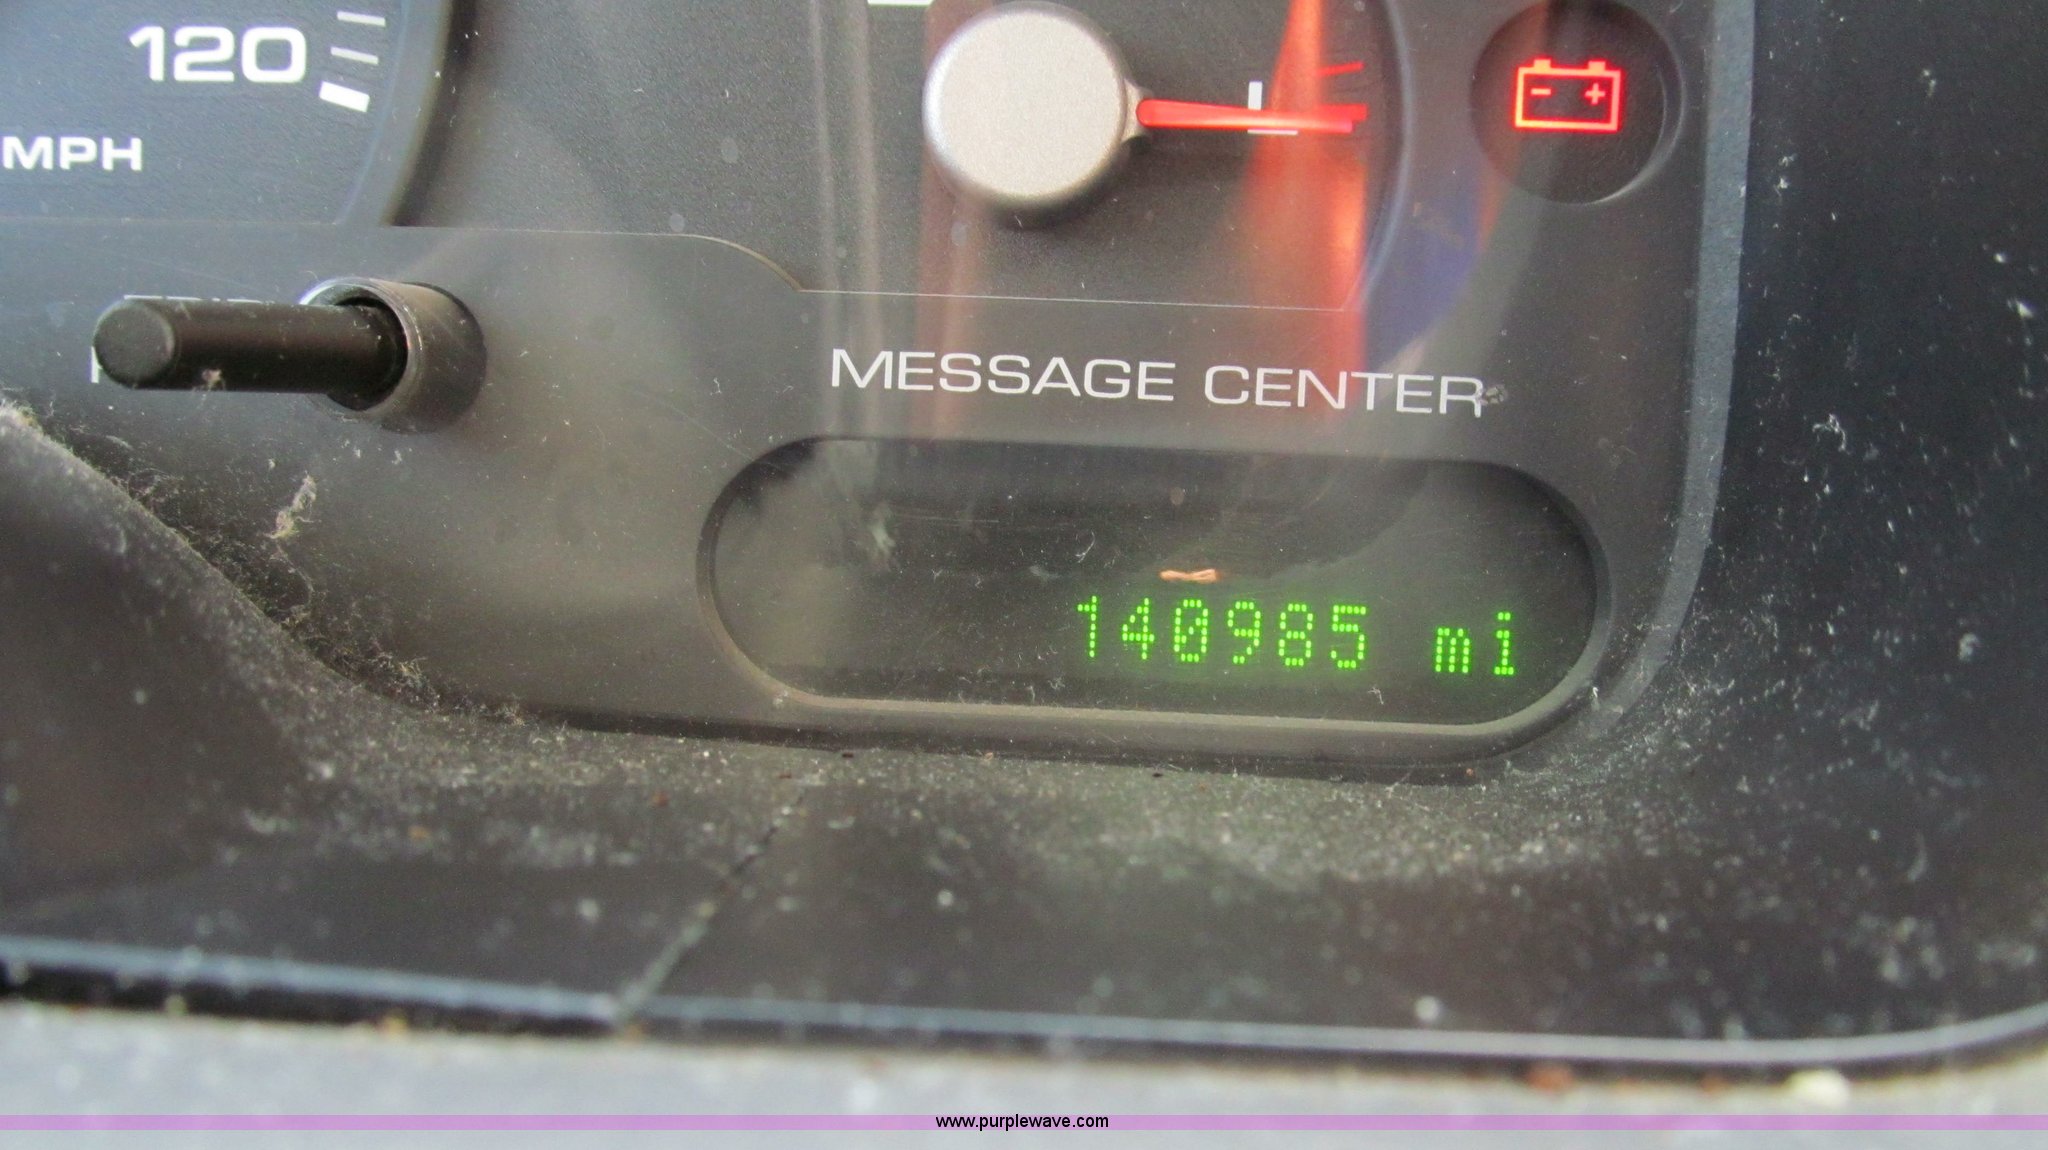 120
MPH
L
MESSAGE CENTER
140985 mi
www.purplewave.com